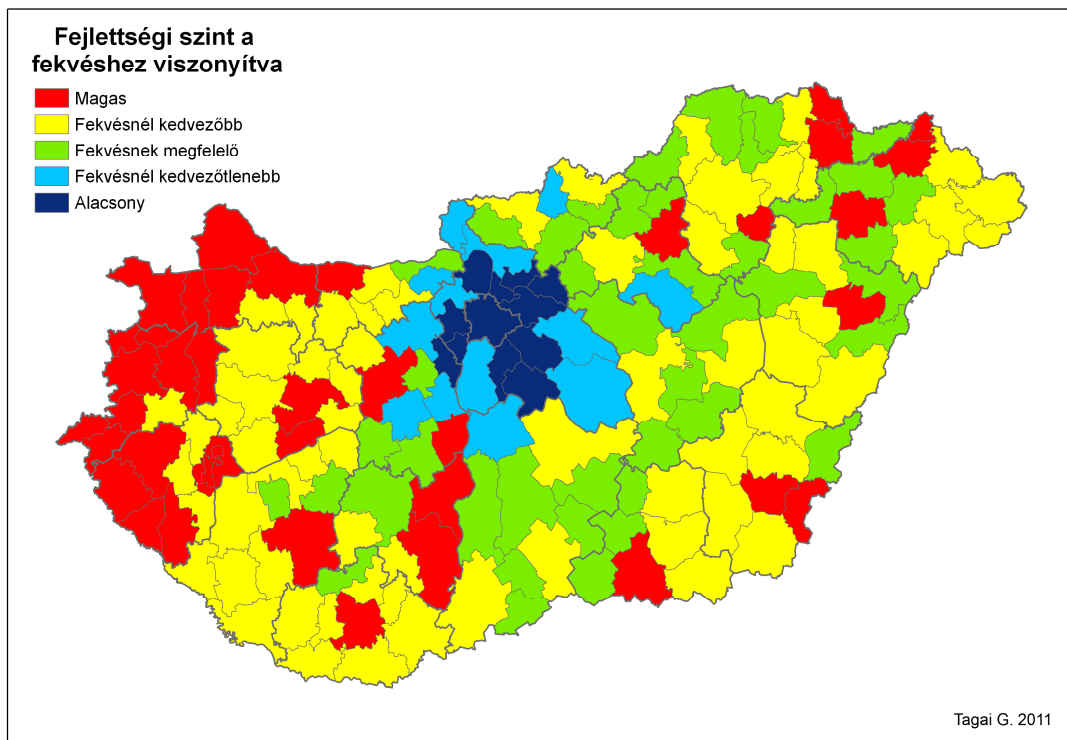 Fejlettségi szint a
fekvéshez viszonyítva
Magas
Fekvésnél kedvezőbb
Fekvésnek megfelelő
Fekvésnél kedvezőtlenebb
Alacsony
Tagai G. 2011